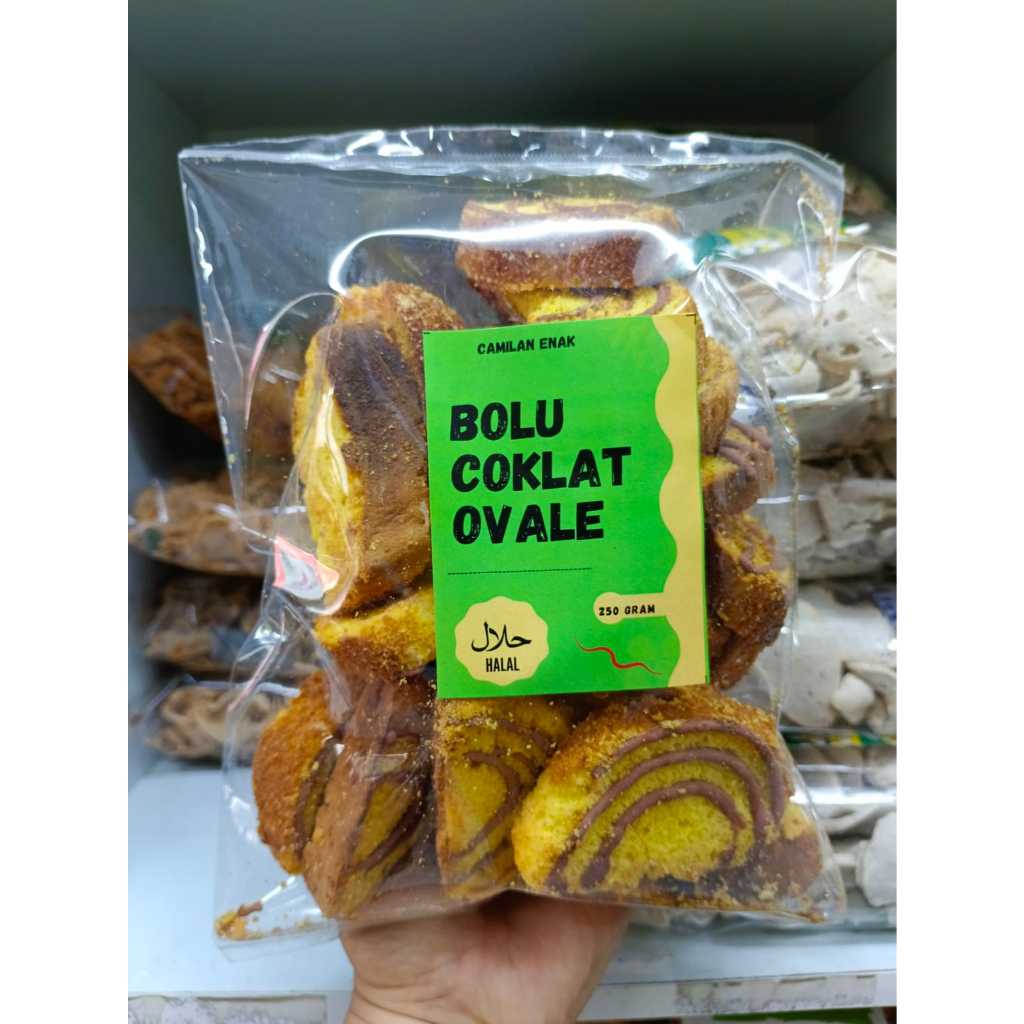 CAMILAN ENAK
BOLU
COKLAT
OVALE
250 GRAM
حلال
HALAL